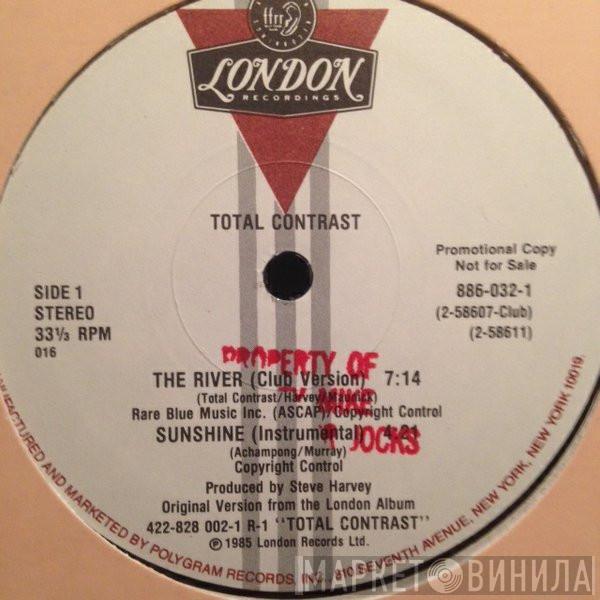 ffrr
LONDON
RECORDINGS
TOTAL CONTRAST
Promotional Copy
Not for Sale
SIDE 1
STEREO
33⅓ RPM
016
886-032-1
(2-58607-Club)
(2-58611)
PROPERTY OF
MIKE
JOCKS
THE RIVER (Club Version) 7:14
(Total Contrast/Harvey/Maunick)
Rare Blue Music Inc. (ASCAP)/Copyright Control
SUNSHINE (Instrumental) 4:21
(Achampong/Murray)
Copyright Control
Produced by Steve Harvey
Original Version from the London Album
422-828 002-1 R-1 "TOTAL CONTRAST"
℗ © 1985 London Records Ltd.
MANUFACTURED AND MARKETED BY POLYGRAM RECORDS, INC., 810 SEVENTH AVENUE, NEW YORK, NEW YORK 10019.
МАРКЕТ ВИНИЛА